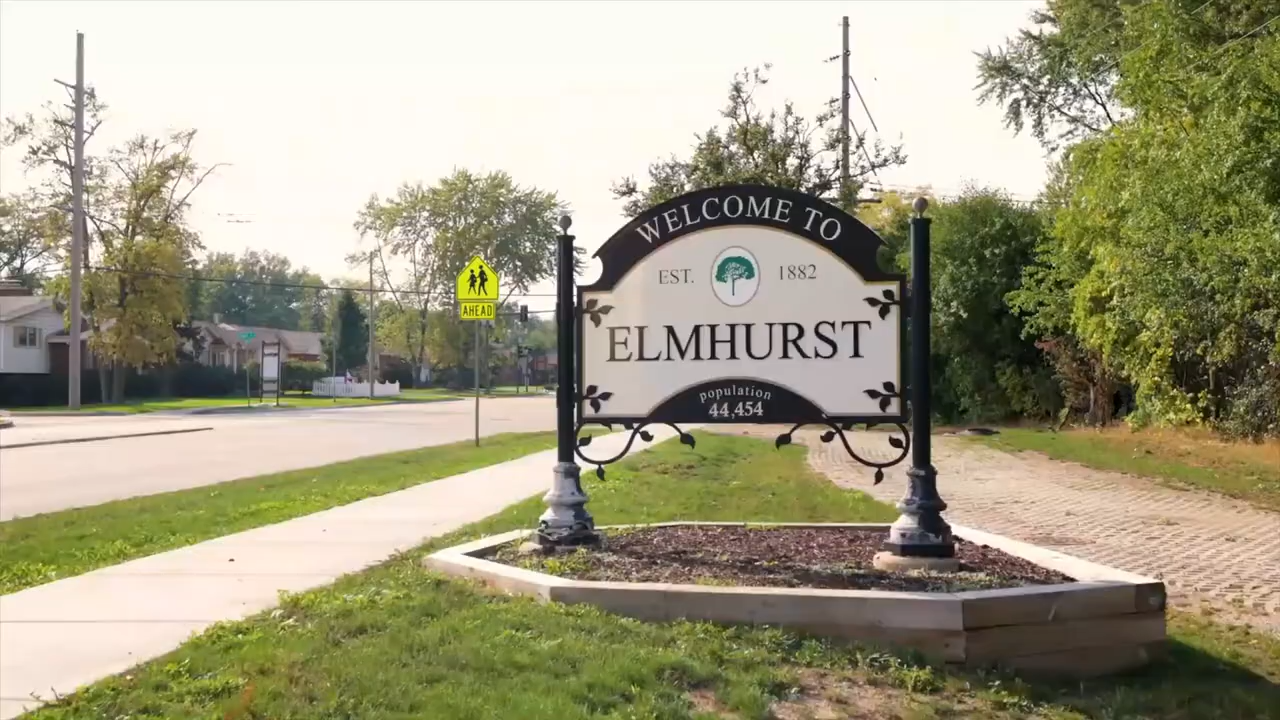 WELCOME TO
EST. 1882
ELMHURST
population
44,454
AHEAD